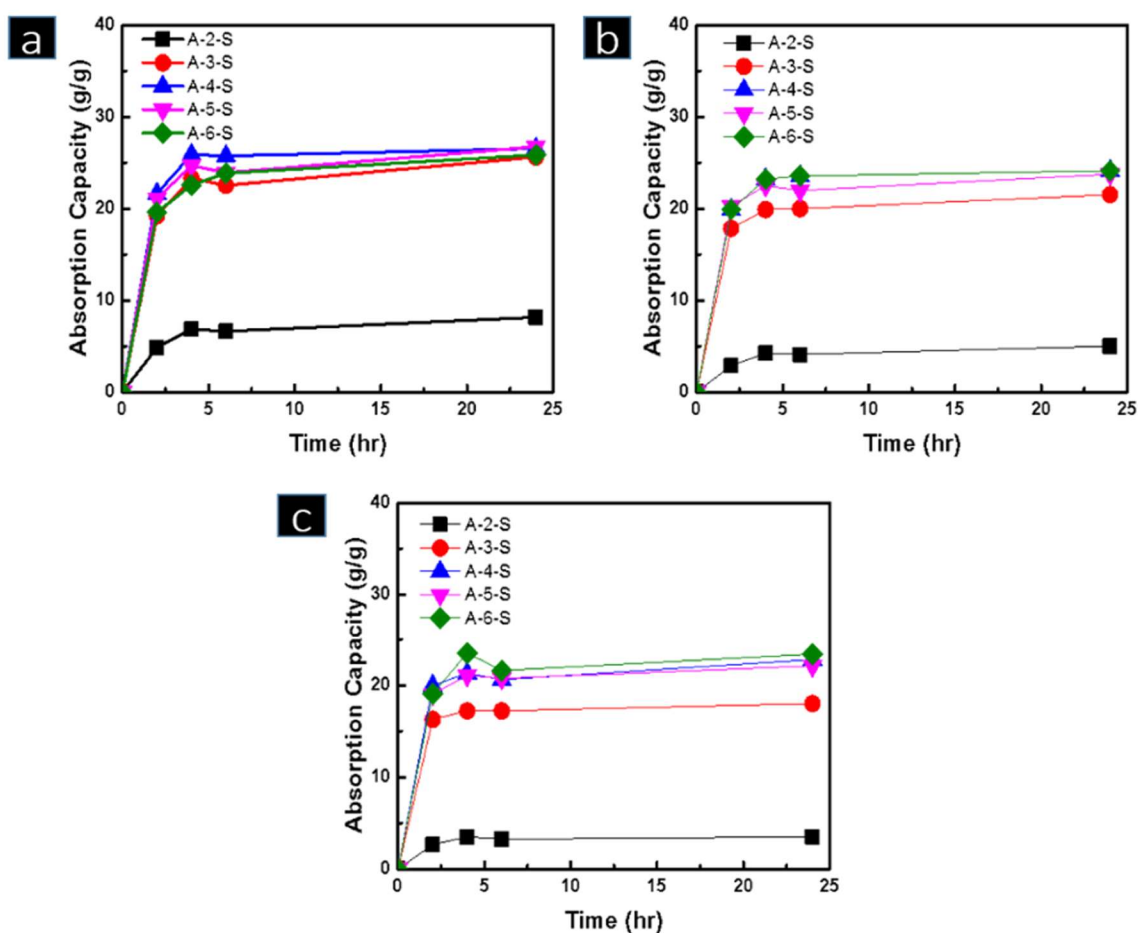 a
40
30
20
10
0
Absorption Capacity (g/g)
A-2-S
A-3-S
A-4-S
A-5-S
A-6-S
0 5 10 15 20 25
Time (hr)
b
40
30
20
10
0
Absorption Capacity (g/g)
A-2-S
A-3-S
A-4-S
A-5-S
A-6-S
0 5 10 15 20 25
Time (hr)
c
40
30
20
10
0
Absorption Capacity (g/g)
A-2-S
A-3-S
A-4-S
A-5-S
A-6-S
0 5 10 15 20 25
Time (hr)